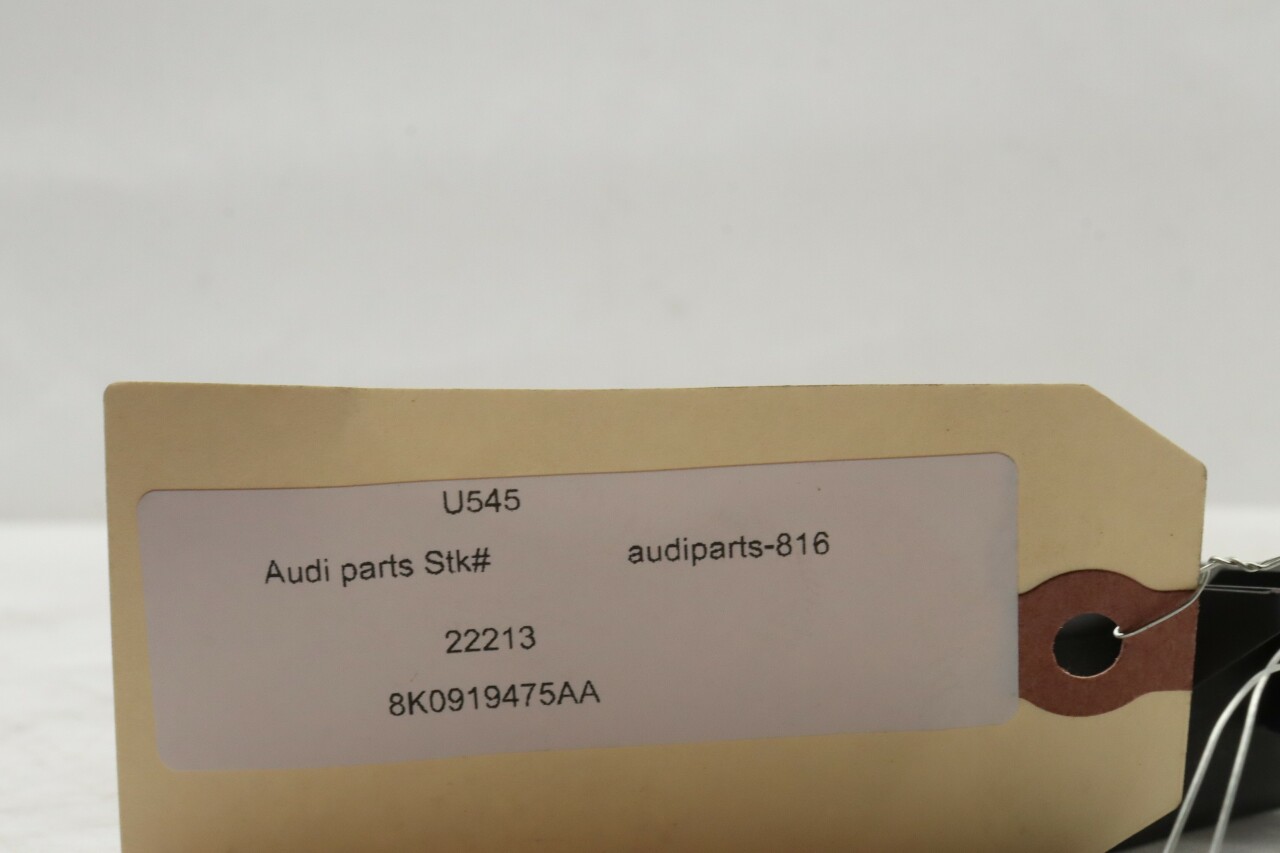 U545
Audi parts Stk# audiparts-816
22213
8K0919475AA